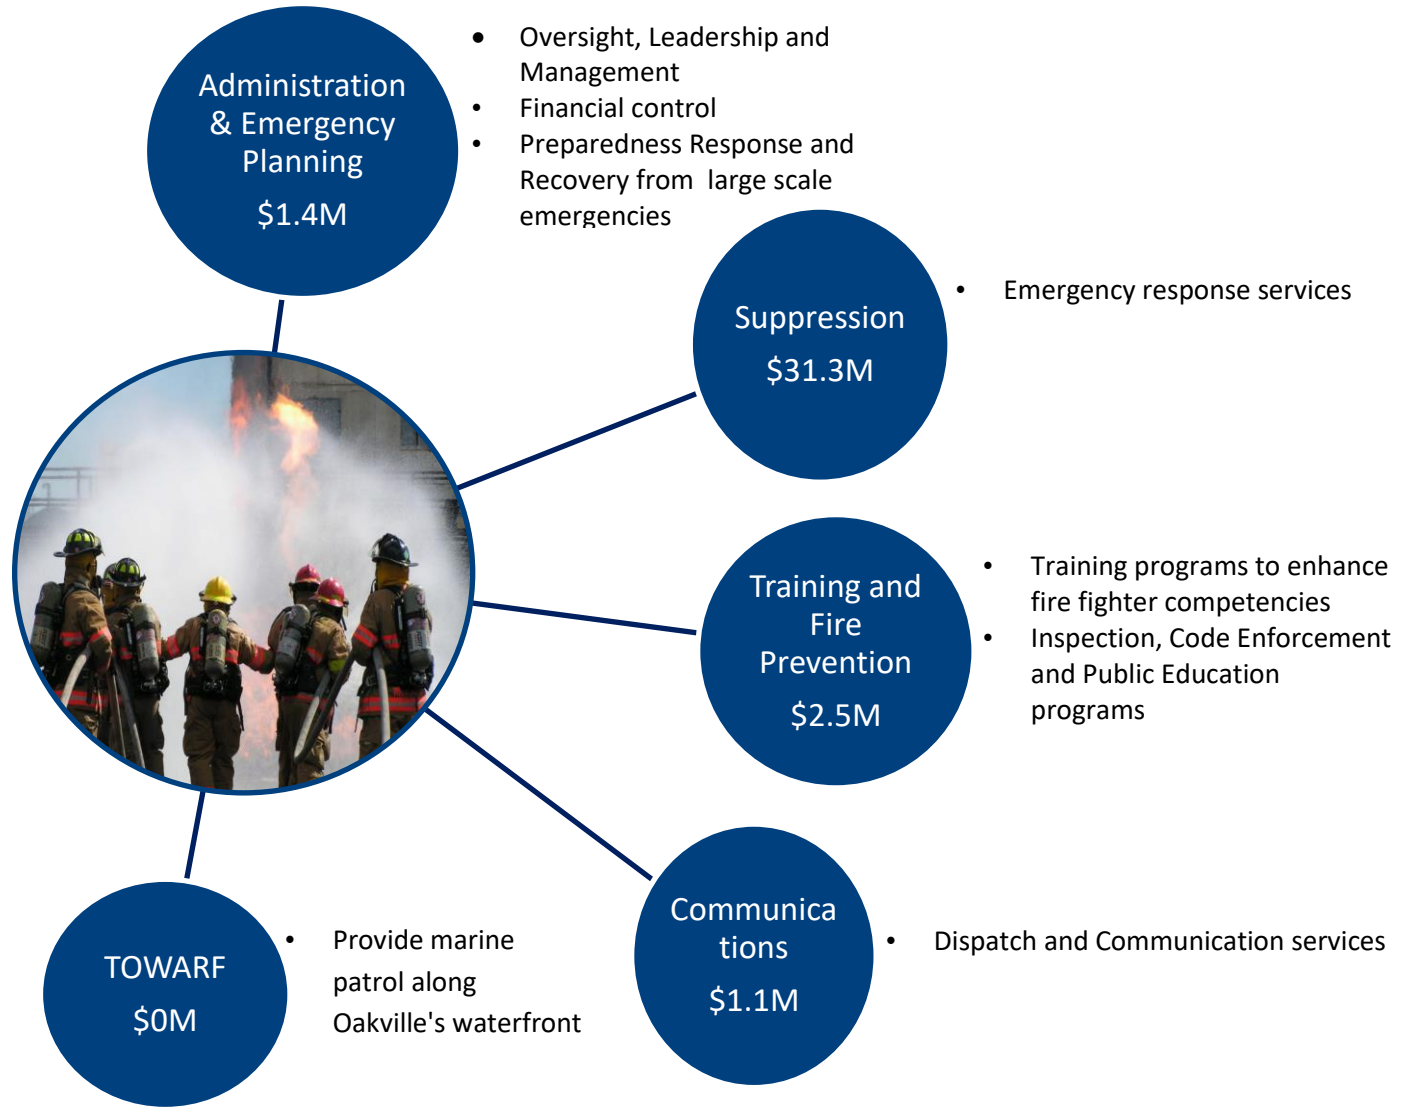 Administration
& Emergency
Planning
$1.4M
• Oversight, Leadership and
Management
• Financial control
• Preparedness Response and
Recovery from large scale
emergencies
Suppression
$31.3M
• Emergency response services
Training and
Fire
Prevention
$2.5M
• Training programs to enhance
fire fighter competencies
• Inspection, Code Enforcement
and Public Education
programs
Communica
tions
$1.1M
• Dispatch and Communication services
TOWARF
$0M
• Provide marine
patrol along
Oakville's waterfront